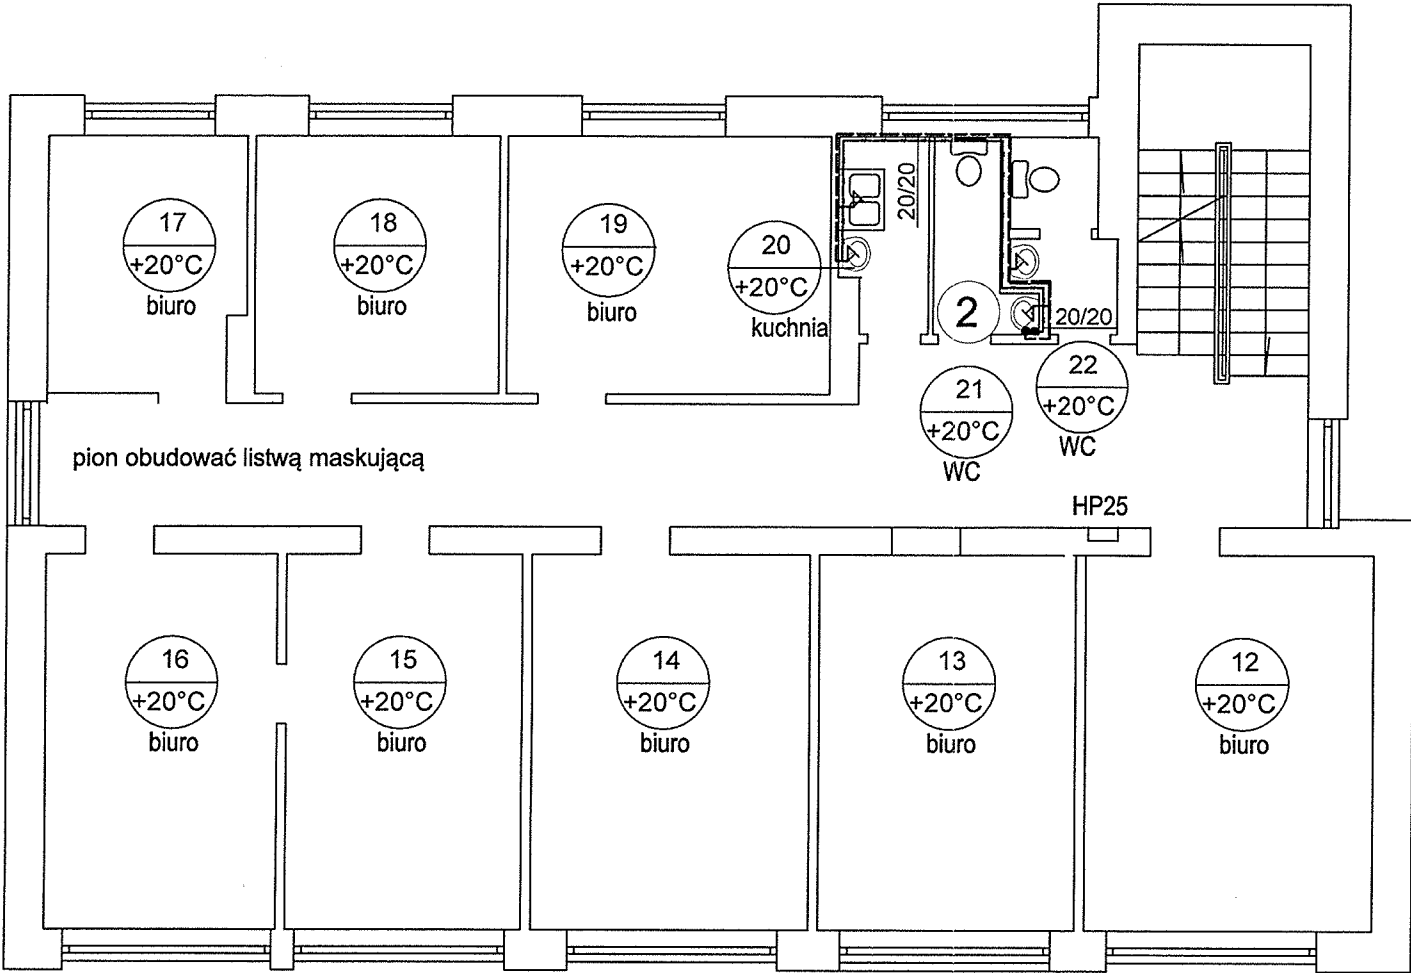 17
+20°C
biuro
18
+20°C
biuro
19
+20°C
biuro
20
+20°C
kuchnia
20/20
2
20/20
21
+20°C
WC
22
+20°C
WC
pion obudować listwą maskującą
HP25
16
+20°C
biuro
15
+20°C
biuro
14
+20°C
biuro
13
+20°C
biuro
12
+20°C
biuro